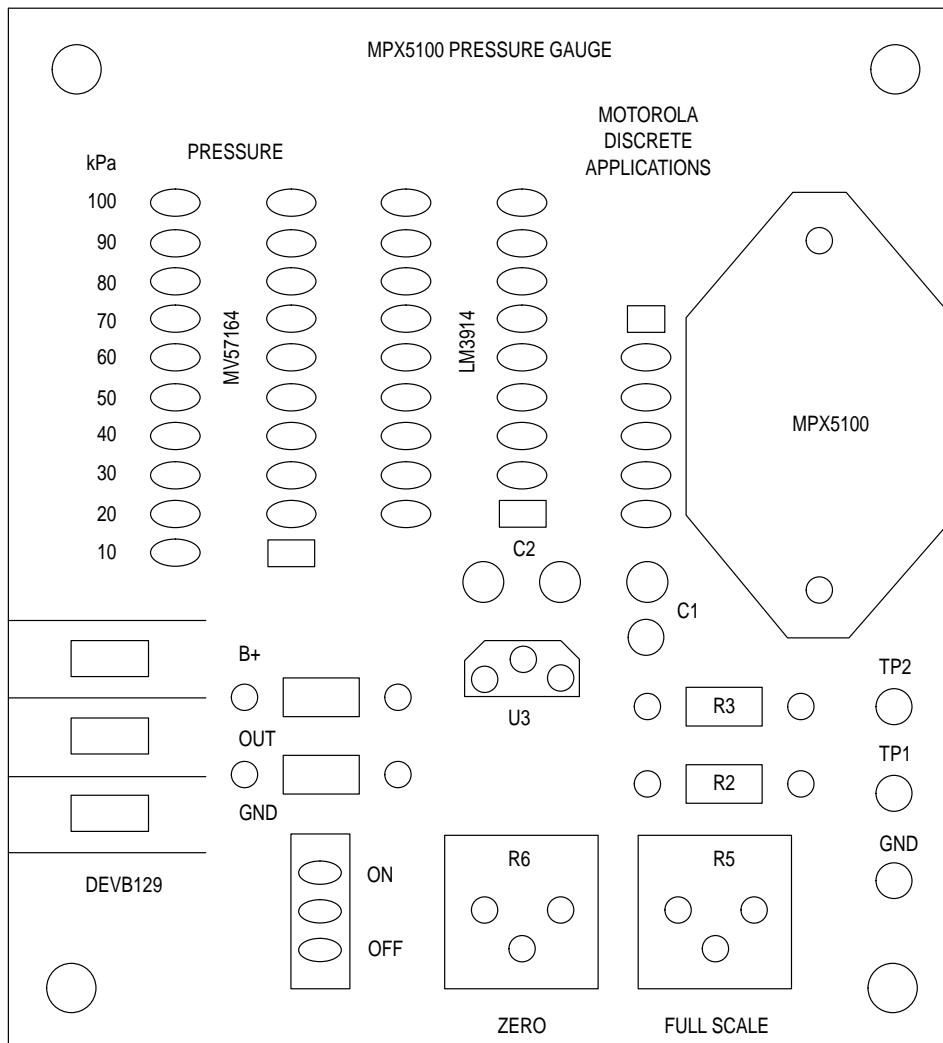 MPX5100 PRESSURE GAUGE
MOTOROLA
DISCRETE
APPLICATIONS
PRESSURE
kPa
100
90
80
70
60
50
40
30
20
10
MV57164
LM3914
MPX5100
C2
C1
B+
U3
R3
TP2
OUT
TP1
R2
GND
GND
DEVB129
ON
OFF
R6
R5
ZERO
FULL SCALE